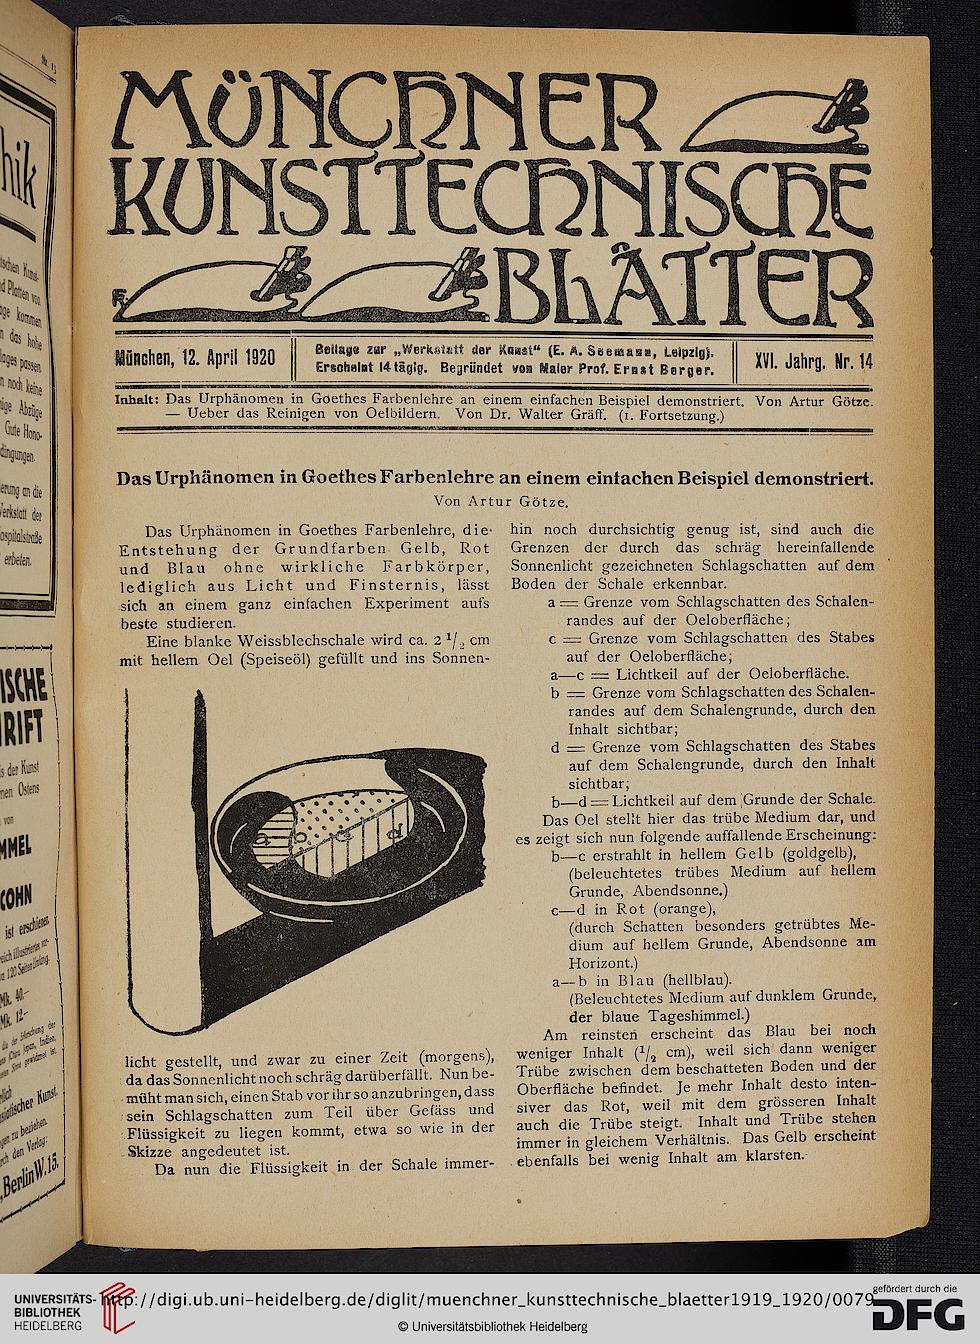 MÜNCHNER
KUNSTTECHNISCHE
BLÄTTER
München, 12. April 1920
Beilage zur „Werkstatt der Kunst“ (E. A. Seemann, Leipzig).
Erscheint 14tägig. Begründet von Maler Prof. Ernst Berger.
XVI. Jahrg. Nr. 14
Inhalt: Das Urphänomen in Goethes Farbenlehre an einem einfachen Beispiel demonstriert. Von Artur Götze.
— Ueber das Reinigen von Oelbildern. Von Dr. Walter Gräff. (1. Fortsetzung.)
Das Urphänomen in Goethes Farbenlehre an einem einfachen Beispiel demonstriert.
Von Artur Götze.
Das Urphänomen in Goethes Farbenlehre, die
Entstehung der Grundfarben Gelb, Rot
und Blau ohne wirkliche Farbkörper,
lediglich aus Licht und Finsternis, lässt
sich an einem ganz einfachen Experiment aufs
beste studieren.
Eine blanke Weissblechschale wird ca. 2 1/2 cm
mit hellem Oel (Speiseöl) gefüllt und ins Sonnen-
a b c d
licht gestellt, und zwar zu einer Zeit (morgens),
da das Sonnenlicht noch schräg darüberfällt. Nun be-
müht man sich, einen Stab vor ihr so anzubringen, dass
sein Schlagschatten zum Teil über Gefäss und
Flüssigkeit zu liegen kommt, etwa so wie in der
Skizze angedeutet ist.
Da nun die Flüssigkeit in der Schale immer-
hin noch durchsichtig genug ist, sind auch die
Grenzen der durch das schräg hereinfallende
Sonnenlicht gezeichneten Schlagschatten auf dem
Boden der Schale erkennbar.
a = Grenze vom Schlagschatten des Schalen-
randes auf der Oeloberfläche;
c = Grenze vom Schlagschatten des Stabes
auf der Oeloberfläche;
a—c = Lichtkeil auf der Oeloberfläche.
b = Grenze vom Schlagschatten des Schalen-
randes auf dem Schalengrunde, durch den
Inhalt sichtbar;
d = Grenze vom Schlagschatten des Stabes
auf dem Schalengrunde, durch den Inhalt
sichtbar;
b—d = Lichtkeil auf dem Grunde der Schale.
Das Oel stellt hier das trübe Medium dar, und
es zeigt sich nun folgende auffallende Erscheinung:
b—c erstrahlt in hellem Gelb (goldgelb),
(beleuchtetes trübes Medium auf hellem
Grunde, Abendsonne.)
c—d in Rot (orange),
(durch Schatten besonders getrübtes Me-
dium auf hellem Grunde, Abendsonne am
Horizont.)
a—b in Blau (hellblau).
(Beleuchtetes Medium auf dunklem Grunde,
der blaue Tageshimmel.)
Am reinsten erscheint das Blau bei noch
weniger Inhalt (1/2 cm), weil sich dann weniger
Trübe zwischen dem beschatteten Boden und der
Oberfläche befindet. Je mehr Inhalt desto inten-
siver das Rot, weil mit dem grösseren Inhalt
auch die Trübe steigt. Inhalt und Trübe stehen
immer in gleichem Verhältnis. Das Gelb erscheint
ebenfalls bei wenig Inhalt am klarsten.
UNIVERSITÄTS-
BIBLIOTHEK
HEIDELBERG
http://digi.ub.uni-heidelberg.de/diglit/muenchner_kunsttechnische_blaetter1919_1920/0079
© Universitätsbibliothek Heidelberg
gefördert durch die
DFG